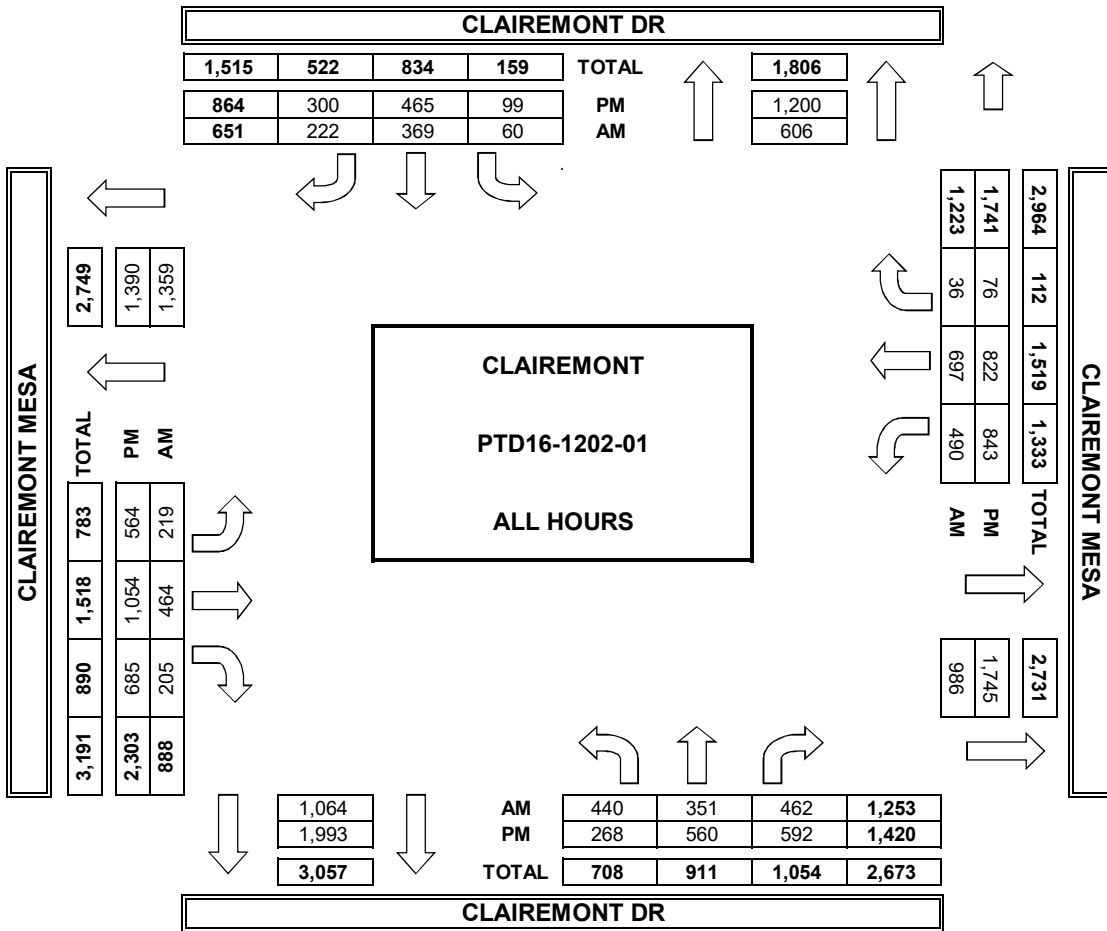 CLAIREMONT DR
1,515 522 834 159 TOTAL 1,806
864 300 465 99 PM 1,200
651 222 369 60 AM 606
CLAIREMONT MESA
2,749
1,390
1,359
TOTAL
PM
AM
783 564 219
1,518 1,054 464
890 685 205
3,191 2,303 888
CLAIREMONT
PTD16-1202-01
ALL HOURS
1,223 1,741 2,964
36 76 112
697 822 1,519
490 843 1,333
AM PM TOTAL
986 1,745 2,731
CLAIREMONT MESA
1,064 AM 440 351 462 1,253
1,993 PM 268 560 592 1,420
3,057 TOTAL 708 911 1,054 2,673
CLAIREMONT DR